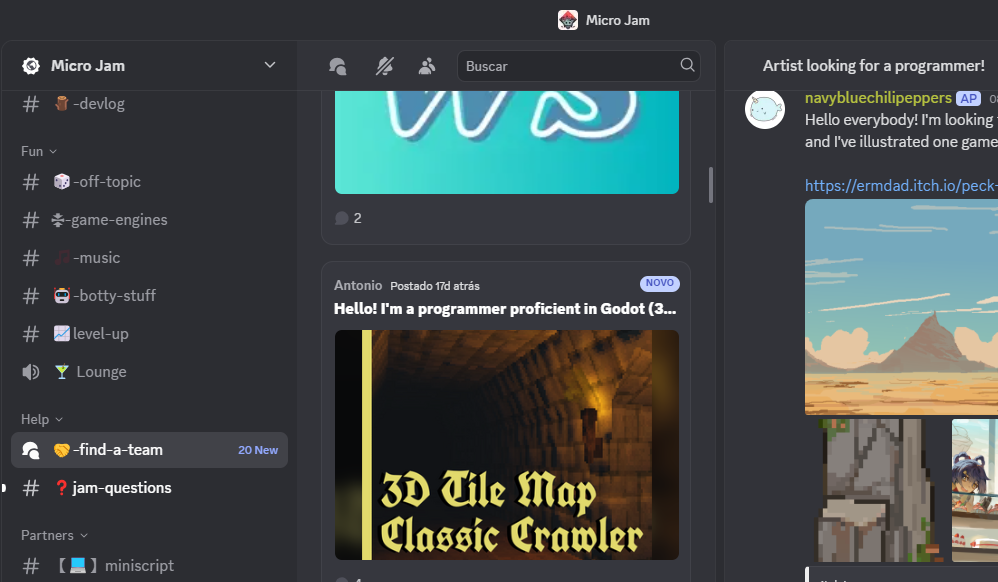 Micro Jam
Micro Jam
-devlog
Fun
-off-topic
-game-engines
-music
-botty-stuff
level-up
Lounge
Help
-find-a-team
20 New
jam-questions
Partners
【💻】miniscript
Buscar
WS
2
Antonio Postado 17d atrás
NOVO
Hello! I'm a programmer proficient in Godot (3...
3D Tile Map
Classic Crawler
Artist looking for a programmer!
navybluechilipeppers AP
Hello everybody! I'm looking
and I've illustrated one game
https://ermdad.itch.io/peck-